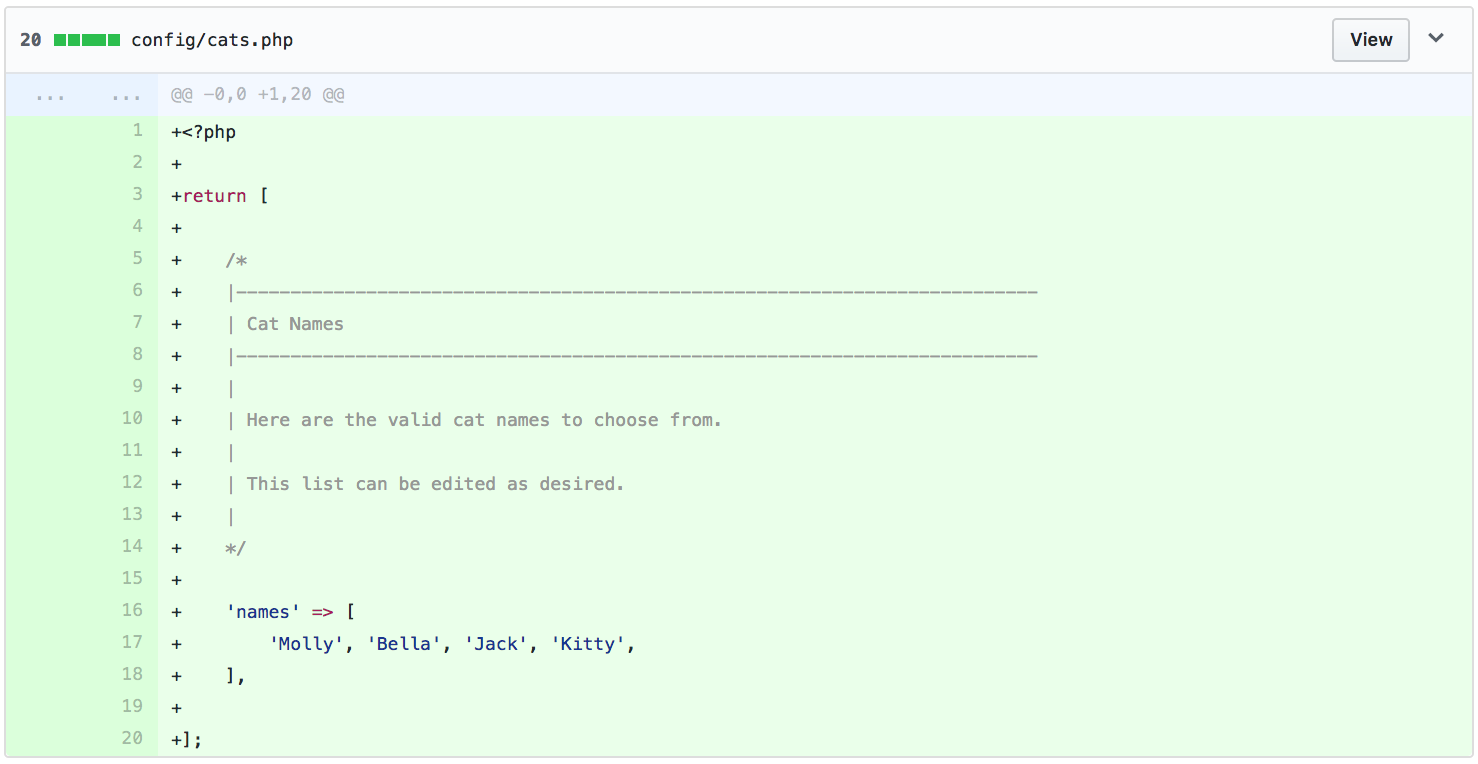 20 config/cats.php View
... ... @@ -0,0 +1,20 @@
1 +<?php
2 +
3 +return [
4 +
5 +    /*
6 +    |--------------------------------------------------------------------------
7 +    | Cat Names
8 +    |--------------------------------------------------------------------------
9 +    |
10 +    | Here are the valid cat names to choose from.
11 +    |
12 +    | This list can be edited as desired.
13 +    |
14 +    */
15 +
16 +    'names' => [
17 +        'Molly', 'Bella', 'Jack', 'Kitty',
18 +    ],
19 +
20 +];